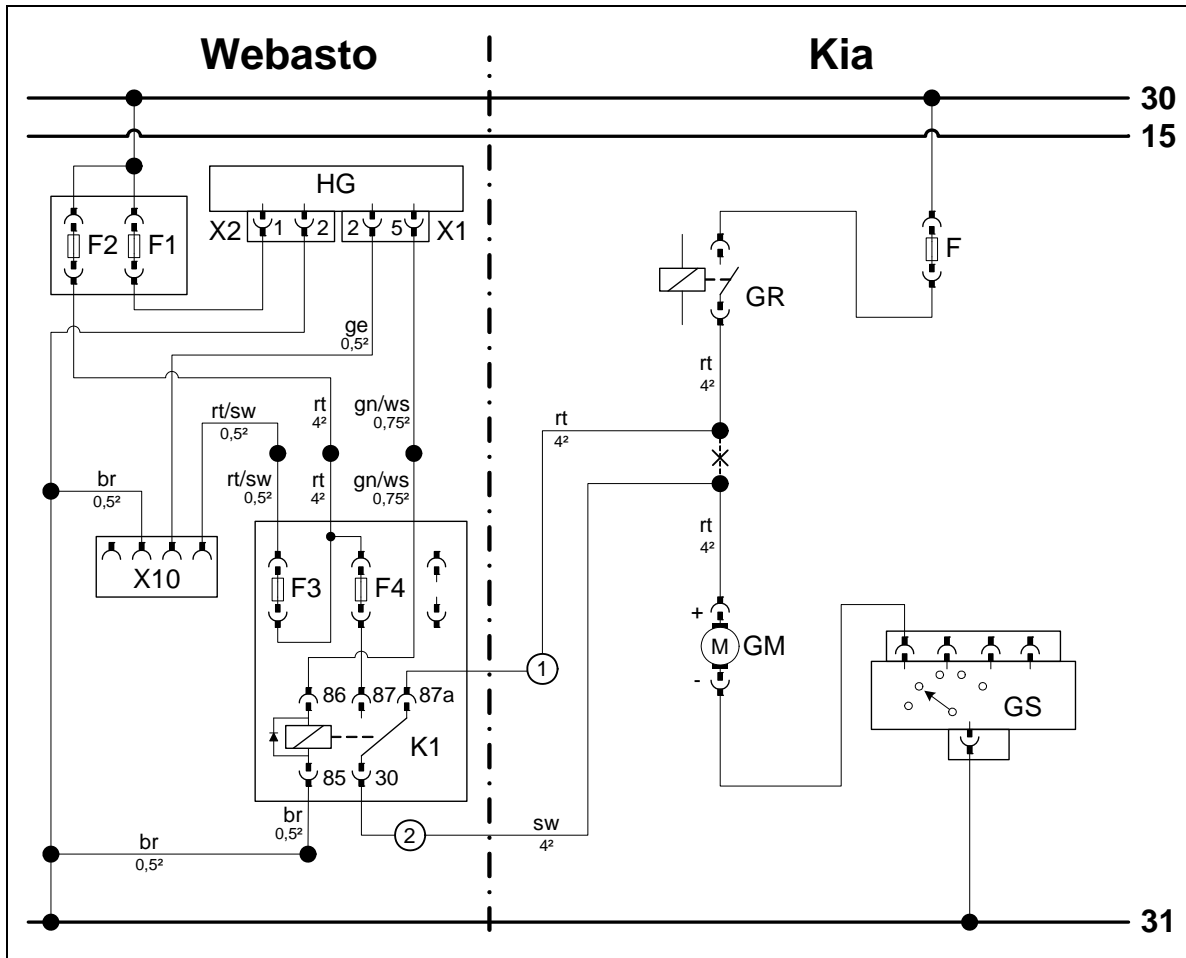 Webasto
Kia
30
15
HG
X2 1 2 2 5 X1
F2 F1
F
GR
ge
0,5²
rt
4²
rt/sw
0,5²
rt
4²
gn/ws
0,75²
rt
4²
br
0,5²
rt/sw
0,5²
rt
4²
gn/ws
0,75²
rt
4²
X10
F3 F4
+
M GM
-
1
86 87 87a
GS
K1
85 30
br
0,5²
2
sw
4²
br
0,5²
31